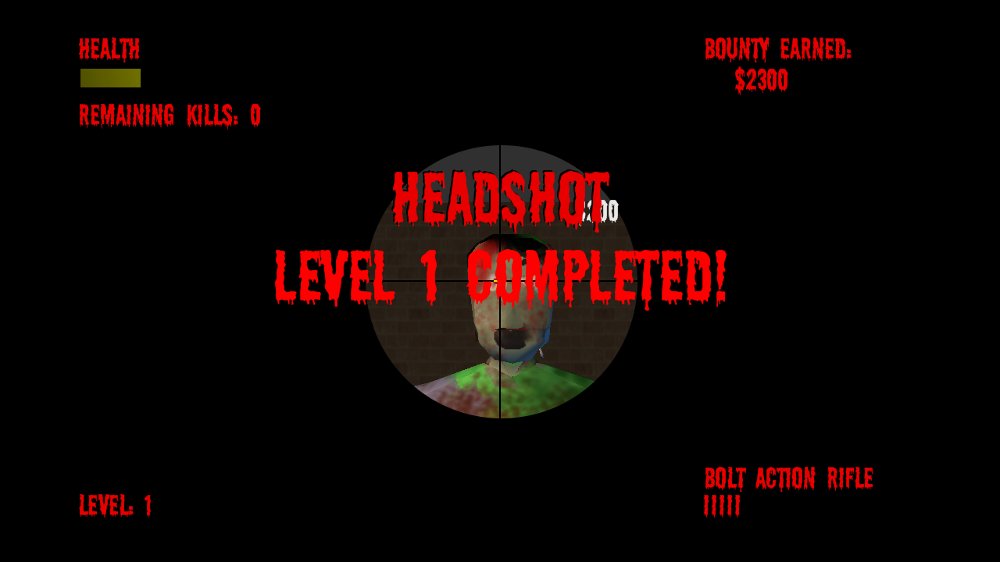 HEALTH
BOUNTY EARNED:
$2300
REMAINING KILLS: 0
HEADSHOT
LEVEL 1 COMPLETED!
LEVEL: 1
BOLT ACTION RIFLE
IIIII